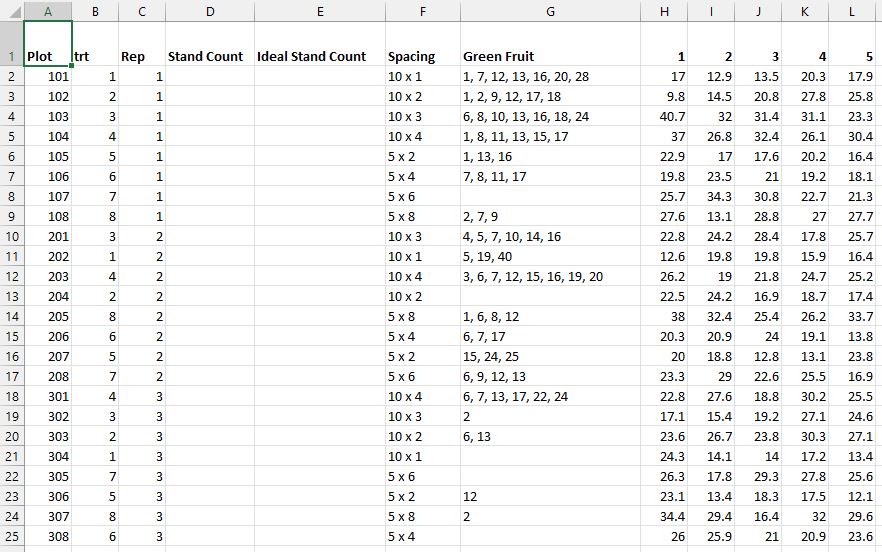 A B C D E F G H I J K L
1 Plot trt Rep Stand Count Ideal Stand Count Spacing Green Fruit 1 2 3 4 5
2 101 1 1 10 x 1 1, 7, 12, 13, 16, 20, 28 17 12.9 13.5 20.3 17.9
3 102 2 1 10 x 2 1, 2, 9, 12, 17, 18 9.8 14.5 20.8 27.8 25.8
4 103 3 1 10 x 3 6, 8, 10, 13, 16, 18, 24 40.7 32 31.4 31.1 23.3
5 104 4 1 10 x 4 1, 8, 11, 13, 15, 17 37 26.8 32.4 26.1 30.4
6 105 5 1 5 x 2 1, 13, 16 22.9 17 17.6 20.2 16.4
7 106 6 1 5 x 4 7, 8, 11, 17 19.8 23.5 21 19.2 18.1
8 107 7 1 5 x 6 25.7 34.3 30.8 22.7 21.3
9 108 8 1 5 x 8 2, 7, 9 27.6 13.1 28.8 27 27.7
10 201 3 2 10 x 3 4, 5, 7, 10, 14, 16 22.8 24.2 28.4 17.8 25.7
11 202 1 2 10 x 1 5, 19, 40 12.6 19.8 19.8 15.9 16.4
12 203 4 2 10 x 4 3, 6, 7, 12, 15, 16, 19, 20 26.2 19 21.8 24.7 25.2
13 204 2 2 10 x 2 22.5 24.2 16.9 18.7 17.4
14 205 8 2 5 x 8 1, 6, 8, 12 38 32.4 25.4 26.2 33.7
15 206 6 2 5 x 4 6, 7, 17 20.3 20.9 24 19.1 13.8
16 207 5 2 5 x 2 15, 24, 25 20 18.8 12.8 13.1 23.8
17 208 7 2 5 x 6 6, 9, 12, 13 23.3 29 22.6 25.5 16.9
18 301 4 3 10 x 4 6, 7, 13, 17, 22, 24 22.8 27.6 18.8 30.2 25.5
19 302 3 3 10 x 3 2 17.1 15.4 19.2 27.1 24.6
20 303 2 3 10 x 2 6, 13 23.6 26.7 23.8 30.3 27.1
21 304 1 3 10 x 1 24.3 14.1 14 17.2 13.4
22 305 7 3 5 x 6 26.3 17.8 29.3 27.8 25.6
23 306 5 3 5 x 2 12 23.1 13.4 18.3 17.5 12.1
24 307 8 3 5 x 8 2 34.4 29.4 16.4 32 29.6
25 308 6 3 5 x 4 26 25.9 21 20.9 23.6